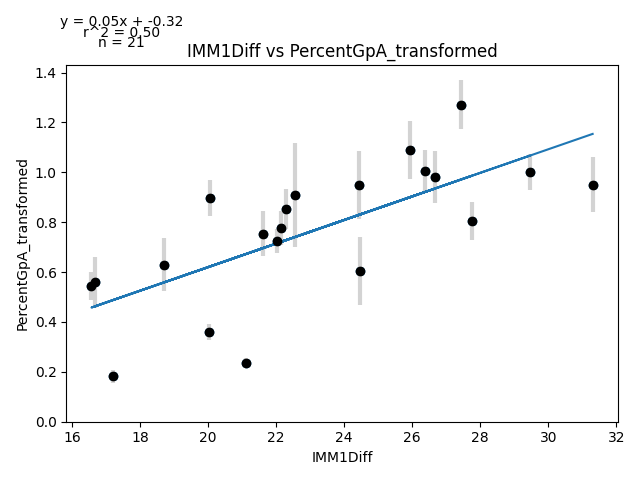 y = 0.05x + -0.32
r^2 = 0.50
n = 21
IMM1Diff vs PercentGpA_transformed
PercentGpA_transformed
1.4
1.2
1.0
0.8
0.6
0.4
0.2
0.0
16 18 20 22 24 26 28 30 32
IMM1Diff